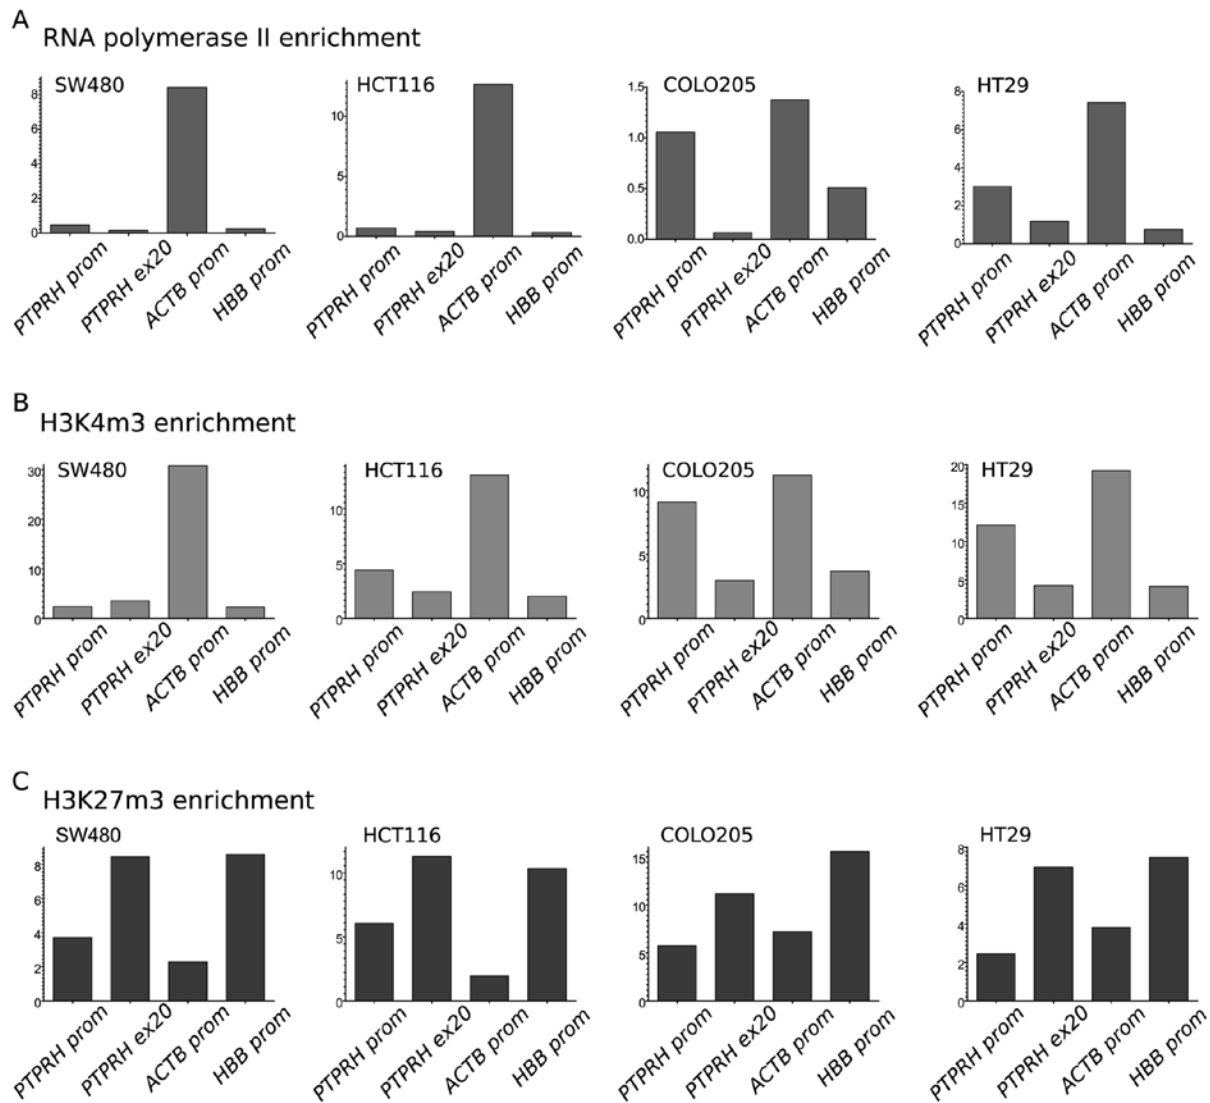 A
RNA polymerase II enrichment
SW480
HCT116
COLO205
HT29
8
6
4
2
0
10
5
0
1.5
1.0
0.5
0.0
8
6
4
2
0
PTPRH prom
PTPRH ex20
ACTB prom
HBB prom
PTPRH prom
PTPRH ex20
ACTB prom
HBB prom
PTPRH prom
PTPRH ex20
ACTB prom
HBB prom
PTPRH prom
PTPRH ex20
ACTB prom
HBB prom
B
H3K4m3 enrichment
SW480
HCT116
COLO205
HT29
30
20
10
0
10
5
0
10
5
0
20
15
10
5
0
PTPRH prom
PTPRH ex20
ACTB prom
HBB prom
PTPRH prom
PTPRH ex20
ACTB prom
HBB prom
PTPRH prom
PTPRH ex20
ACTB prom
HBB prom
PTPRH prom
PTPRH ex20
ACTB prom
HBB prom
C
H3K27m3 enrichment
SW480
HCT116
COLO205
HT29
8
6
4
2
0
10
5
0
15
10
5
0
8
6
4
2
0
PTPRH prom
PTPRH ex20
ACTB prom
HBB prom
PTPRH prom
PTPRH ex20
ACTB prom
HBB prom
PTPRH prom
PTPRH ex20
ACTB prom
HBB prom
PTPRH prom
PTPRH ex20
ACTB prom
HBB prom